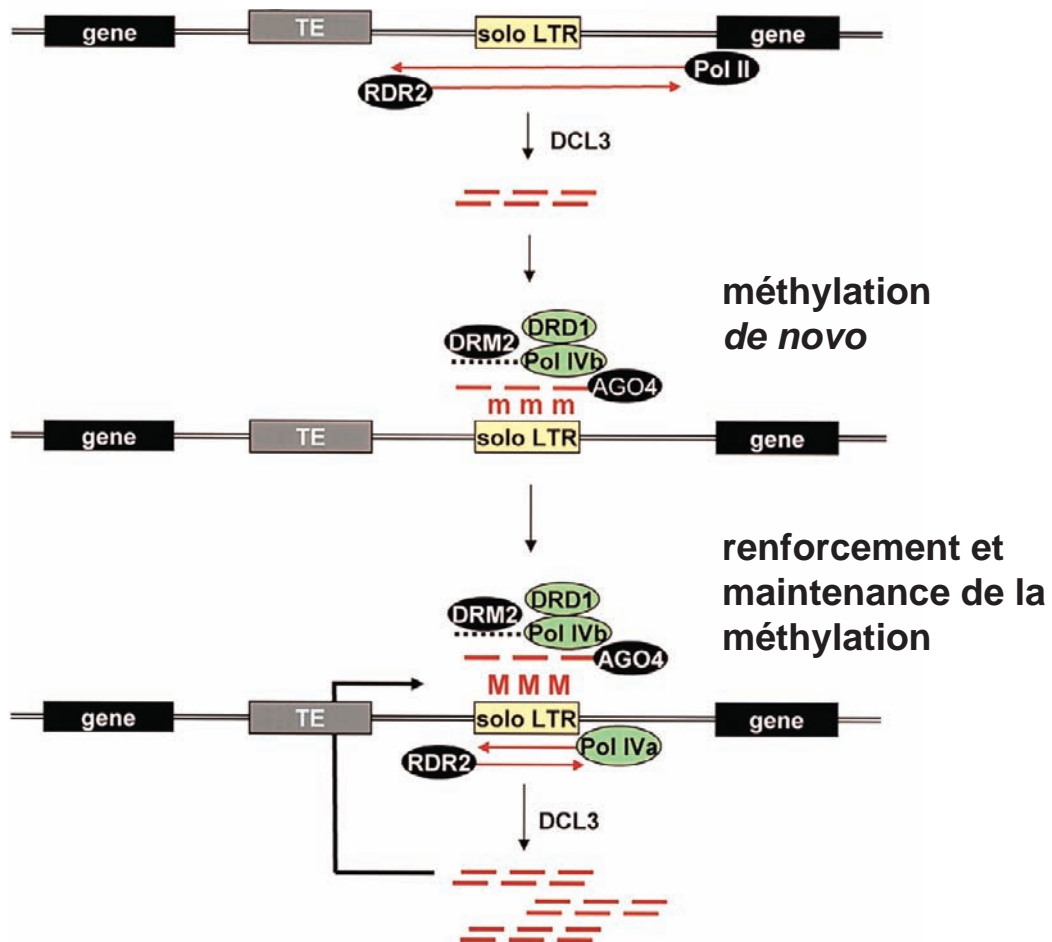 gene TE solo LTR gene
Pol II
RDR2
DCL3
méthylation
de novo
DRD1
DRM2
Pol IVb
AGO4
m m m
gene TE solo LTR gene
renforcement et
maintenance de la
méthylation
DRD1
DRM2
Pol IVb
AGO4
M M M
gene TE solo LTR gene
Pol IVa
RDR2
DCL3